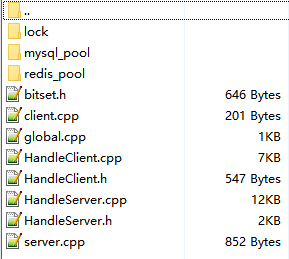 ..
lock
mysql_pool
redis_pool
bitset.h 646 Bytes
client.cpp 201 Bytes
global.cpp 1KB
HandleClient.cpp 7KB
HandleClient.h 547 Bytes
HandleServer.cpp 12KB
HandleServer.h 2KB
server.cpp 852 Bytes